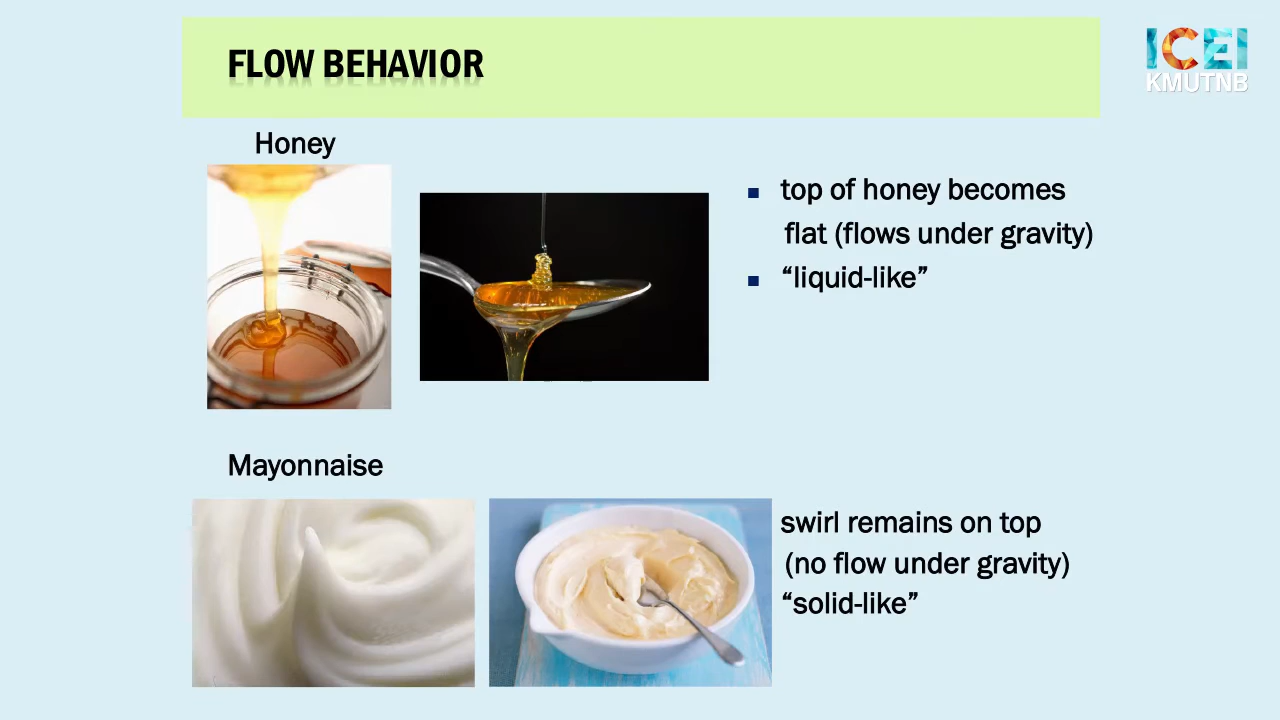 FLOW BEHAVIOR
ICEI
KMUTNB
Honey
▪ top of honey becomes
flat (flows under gravity)
▪ “liquid-like”
Mayonnaise
swirl remains on top
(no flow under gravity)
“solid-like”